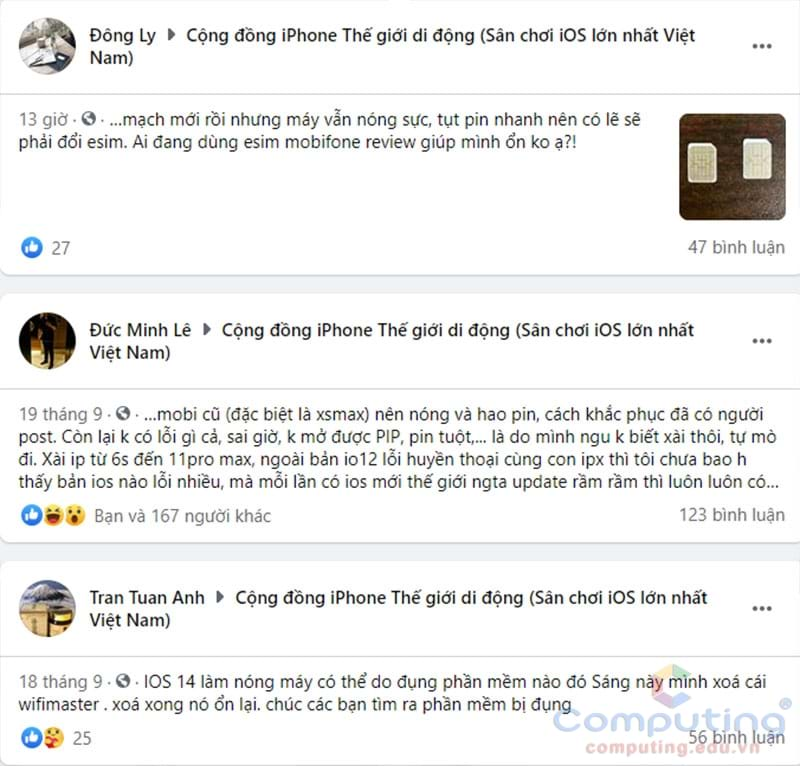 Đông Ly ▶ Cộng đồng iPhone Thế giới di động (Sân chơi iOS lớn nhất Việt
Nam)
13 giờ · ...mạch mới rồi nhưng máy vẫn nóng sực, tụt pin nhanh nên có lẽ sẽ
phải đổi esim. Ai đang dùng esim mobifone review giúp mình ổn ko ạ?!
27
47 bình luận
Đức Minh Lê ▶ Cộng đồng iPhone Thế giới di động (Sân chơi iOS lớn nhất
Việt Nam)
19 tháng 9 · ...mobi cũ (đặc biệt là xsmax) nên nóng và hao pin, cách khắc phục đã có người
post. Còn lại k có lỗi gì cả, sai giờ, k mở được PIP, pin tuột,... là do mình ngu k biết xài thôi, tự mò
đi. Xài ip từ 6s đến 11pro max, ngoài bản io12 lỗi huyền thoại cùng con ipx thì tôi chưa bao h
thấy bản ios nào lỗi nhiều, mà mỗi lần có ios mới thế giới ngta update rầm rầm thì luôn luôn có...
Bạn và 167 người khác
123 bình luận
Tran Tuan Anh ▶ Cộng đồng iPhone Thế giới di động (Sân chơi iOS lớn nhất
Việt Nam)
18 tháng 9 · IOS 14 làm nóng máy có thể do đụng phần mềm nào đó Sáng này mình xoá cái
wifimaster . xoá xong nó ổn lại. chúc các bạn tìm ra phần mềm bị đụng
Computing®
25
56 bình luận
computing.edu.vn